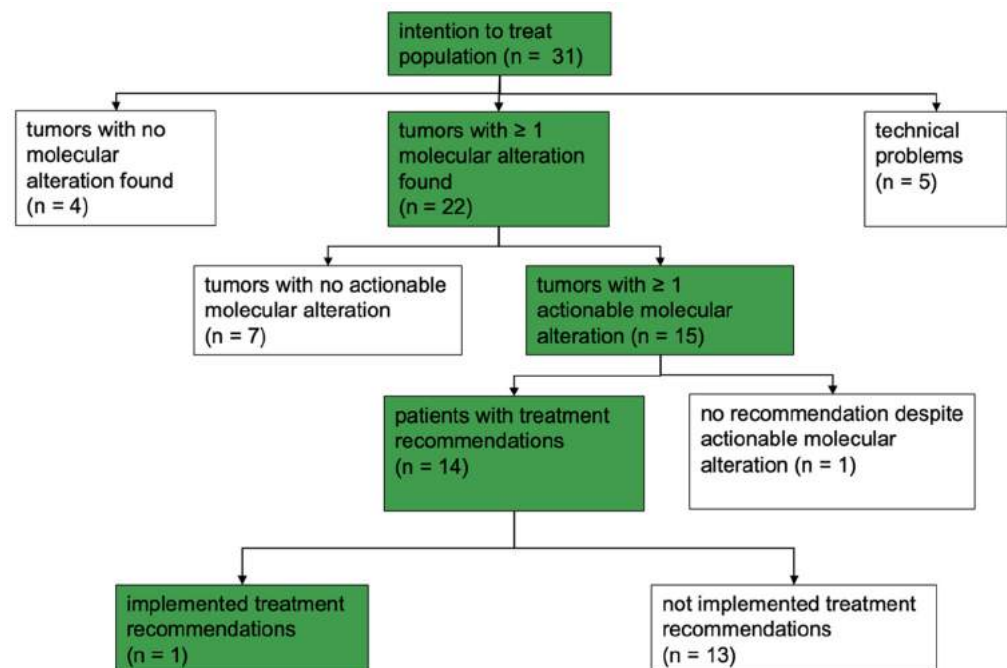 intention to treat
population (n =  31)
tumors with no
molecular
alteration found
(n = 4)
tumors with ≥ 1
molecular alteration
found
(n = 22)
technical
problems
(n = 5)
tumors with no actionable
molecular alteration
(n = 7)
tumors with ≥ 1
actionable molecular
alteration (n = 15)
patients with treatment
recommendations
(n = 14)
no recommendation despite
actionable molecular
alteration (n = 1)
implemented treatment
recommendations
(n = 1)
not implemented treatment
recommendations
(n = 13)